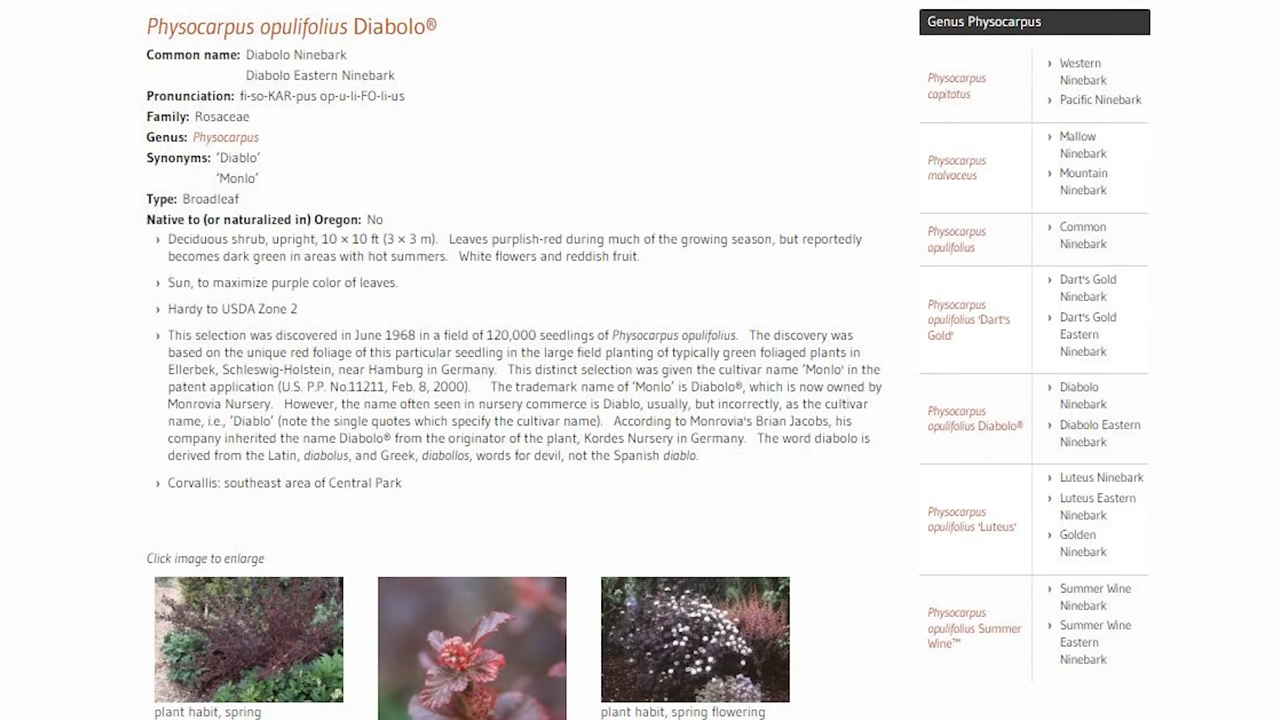 Physocarpus opulifolius Diabolo®
Common name: Diabolo Ninebark
Diabolo Eastern Ninebark
Pronunciation: fi-so-KAR-pus op-u-li-FO-li-us
Family: Rosaceae
Genus: Physocarpus
Synonyms: ‘Diablo’
‘Monlo’
Type: Broadleaf
Native to (or naturalized in) Oregon: No
› Deciduous shrub, upright, 10 × 10 ft (3 × 3 m). Leaves purplish-red during much of the growing season, but reportedly
becomes dark green in areas with hot summers. White flowers and reddish fruit.
› Sun, to maximize purple color of leaves.
› Hardy to USDA Zone 2
› This selection was discovered in June 1968 in a field of 120,000 seedlings of Physocarpus opulifolius. The discovery was
based on the unique red foliage of this particular seedling in the large field planting of typically green foliaged plants in
Ellerbek, Schleswig-Holstein, near Hamburg in Germany. This distinct selection was given the cultivar name ‘Monlo' in the
patent application (U.S. P.P. No.11211, Feb. 8, 2000). The trademark name of ‘Monlo’ is Diabolo®, which is now owned by
Monrovia Nursery. However, the name often seen in nursery commerce is Diablo, usually, but incorrectly, as the cultivar
name, i.e., ‘Diablo’ (note the single quotes which specify the cultivar name). According to Monrovia's Brian Jacobs, his
company inherited the name Diabolo® from the originator of the plant, Kordes Nursery in Germany. The word diabolo is
derived from the Latin, diabolus, and Greek, diabollos, words for devil, not the Spanish diablo.
› Corvallis: southeast area of Central Park
Click image to enlarge
plant habit, spring
plant habit, spring flowering
Genus Physocarpus
Physocarpus
capitatus
› Western
Ninebark
› Pacific Ninebark
Physocarpus
malvaceus
› Mallow
Ninebark
› Mountain
Ninebark
Physocarpus
opulifolius
› Common
Ninebark
Physocarpus
opulifolius 'Dart's
Gold'
› Dart's Gold
Ninebark
› Dart's Gold
Eastern
Ninebark
Physocarpus
opulifolius Diabolo®
› Diabolo
Ninebark
› Diabolo Eastern
Ninebark
Physocarpus
opulifolius 'Luteus'
› Luteus Ninebark
› Luteus Eastern
Ninebark
› Golden
Ninebark
Physocarpus
opulifolius Summer
Wine™
› Summer Wine
Ninebark
› Summer Wine
Eastern
Ninebark